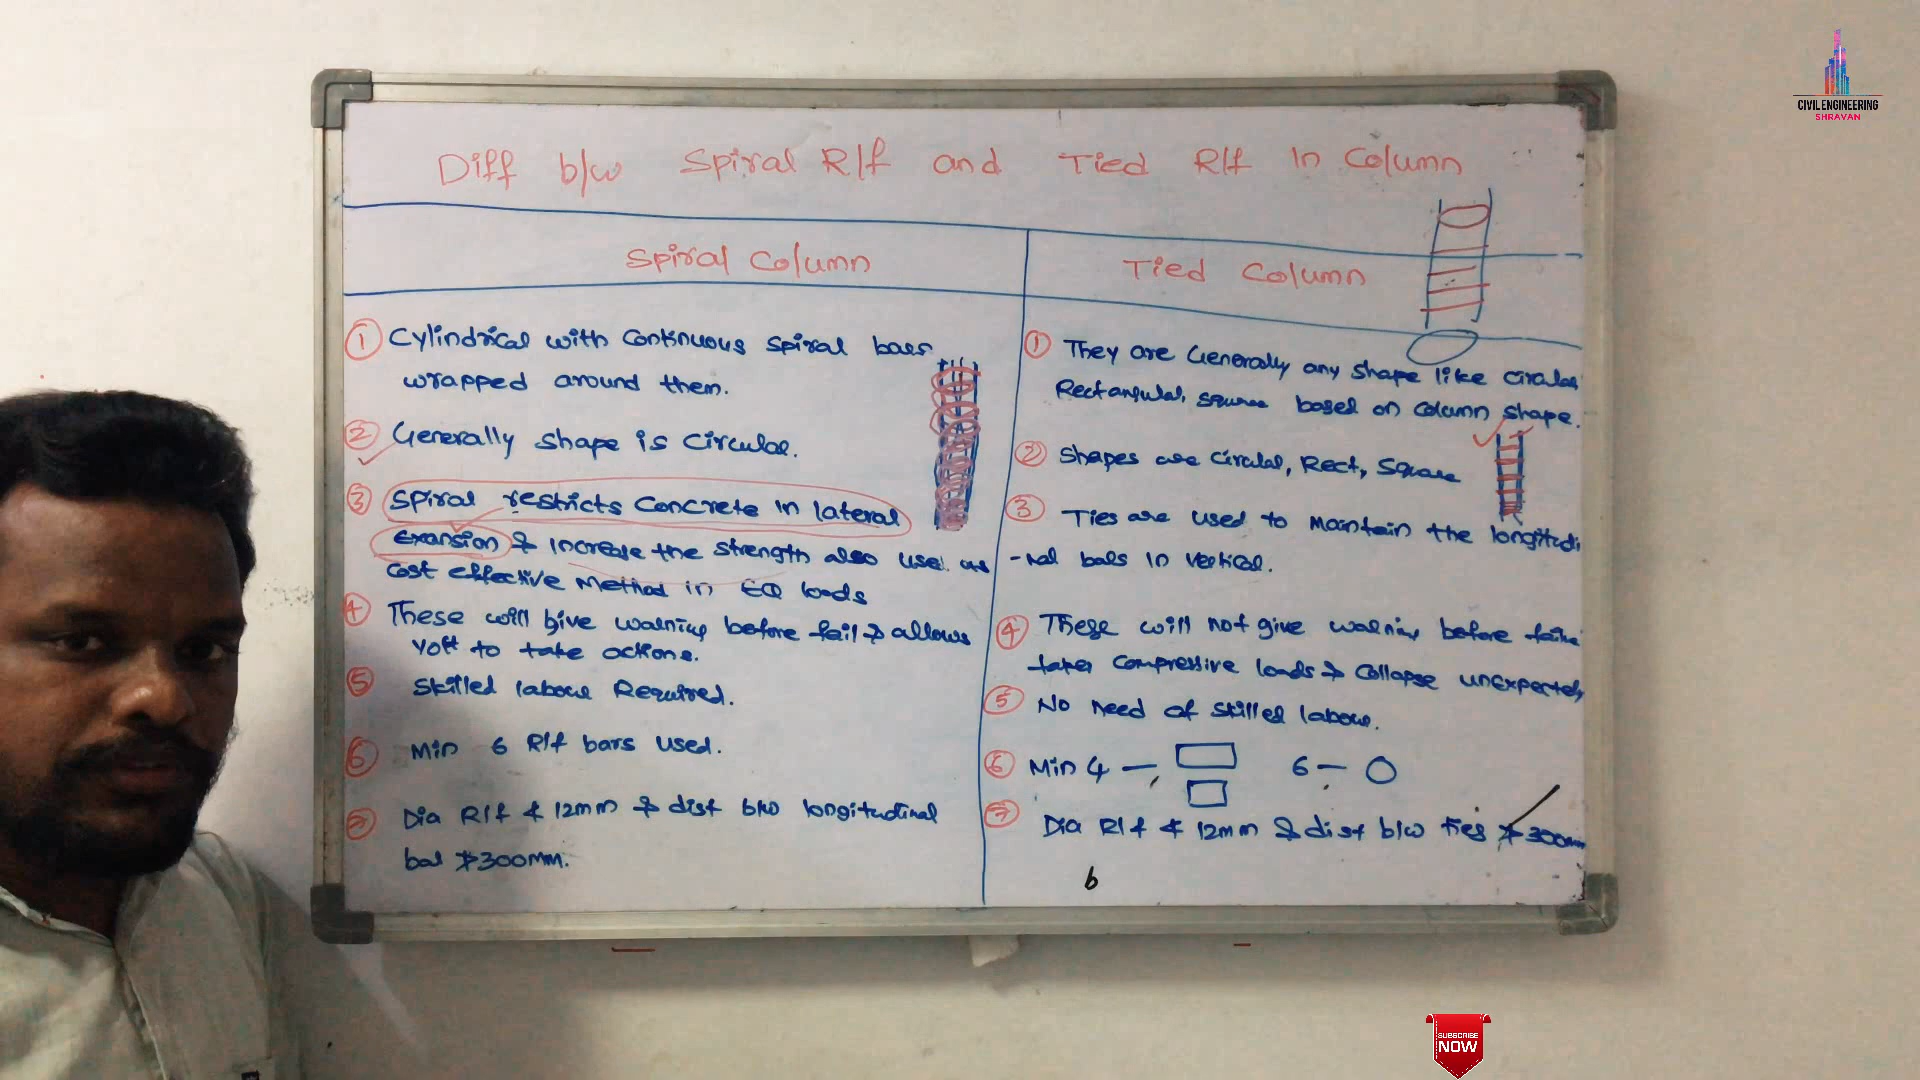 CIVIL ENGINEERING
SHRAVAN
Diff b/w Spiral R/f and Tied R/f In Column
Spiral Column
Tied Column
① Cylindrical with continuous spiral bars
wrapped around them.
② Generally shape is Circular.
③ Spiral restricts Concrete in lateral
Exansion & increase the strength also used as
Cost effective Method in EQ loads
④ These will give warning before fail & allows
to take actions.
⑤ Skilled labour Required.
⑥ Min 6 R/f bars used.
⑦ Dia R/f ≮ 12mm & dist b/w longitudinal
bar ≯ 300mm.
① They are Generally any shape like circular
Rectangular, square based on column shape.
② Shapes are circular, Rect, Square
③ Ties are used to maintain the longitudi
-nal bars in vertical.
④ These will not give warning before
takes compressive loads & collapse unexpectely
⑤ No need of skilled labour.
⑥ Min 4 — 6 —
⑦ Dia R/f ≮ 12mm & dist b/w ties ≯ 300mm
b
SUBSCRIBE
NOW